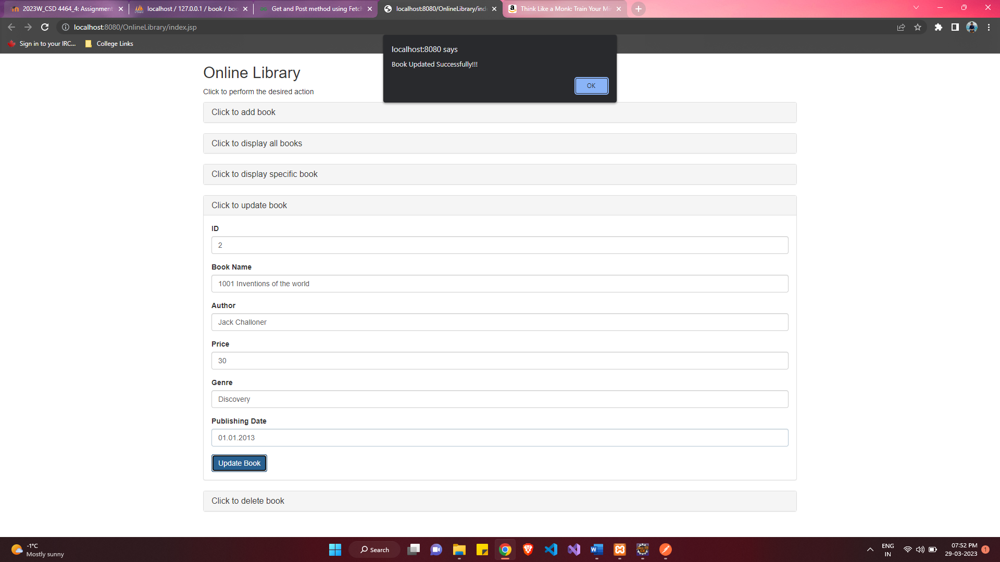 2023W_CSD 4464_4: Assignment
localhost / 127.0.0.1 / book / boo
Get and Post method using Fetch
localhost:8080/OnlineLibrary/inde
Think Like a Monk: Train Your Min
localhost:8080/OnlineLibrary/index.jsp
Sign in to your IRC...
College Links
localhost:8080 says
Book Updated Successfully!!!
OK
Online Library
Click to perform the desired action
Click to add book
Click to display all books
Click to display specific book
Click to update book
ID
2
Book Name
1001 Inventions of the world
Author
Jack Challoner
Price
30
Genre
Discovery
Publishing Date
01.01.2013
Update Book
Click to delete book
-1°C
Mostly sunny
Search
ENG
IN
07:52 PM
29-03-2023
1